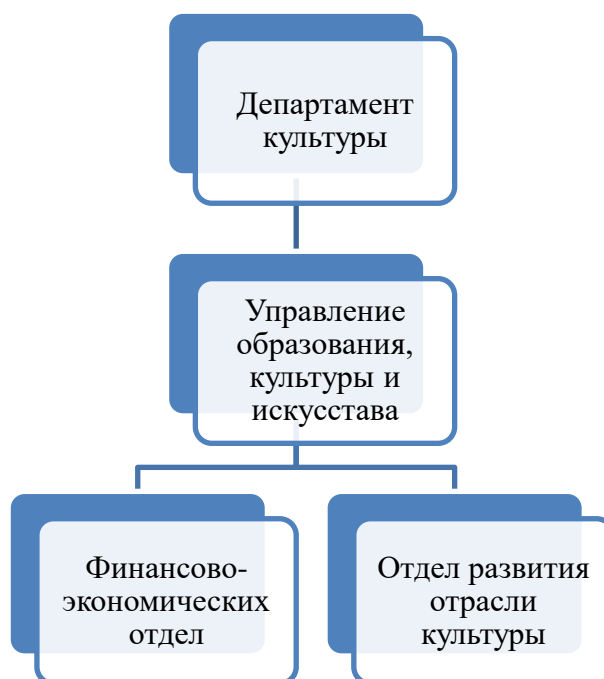 Департамент
культуры
Управление
образования,
культуры и
искусстава
Финансово-
экономических
отдел
Отдел развития
отрасли
культуры